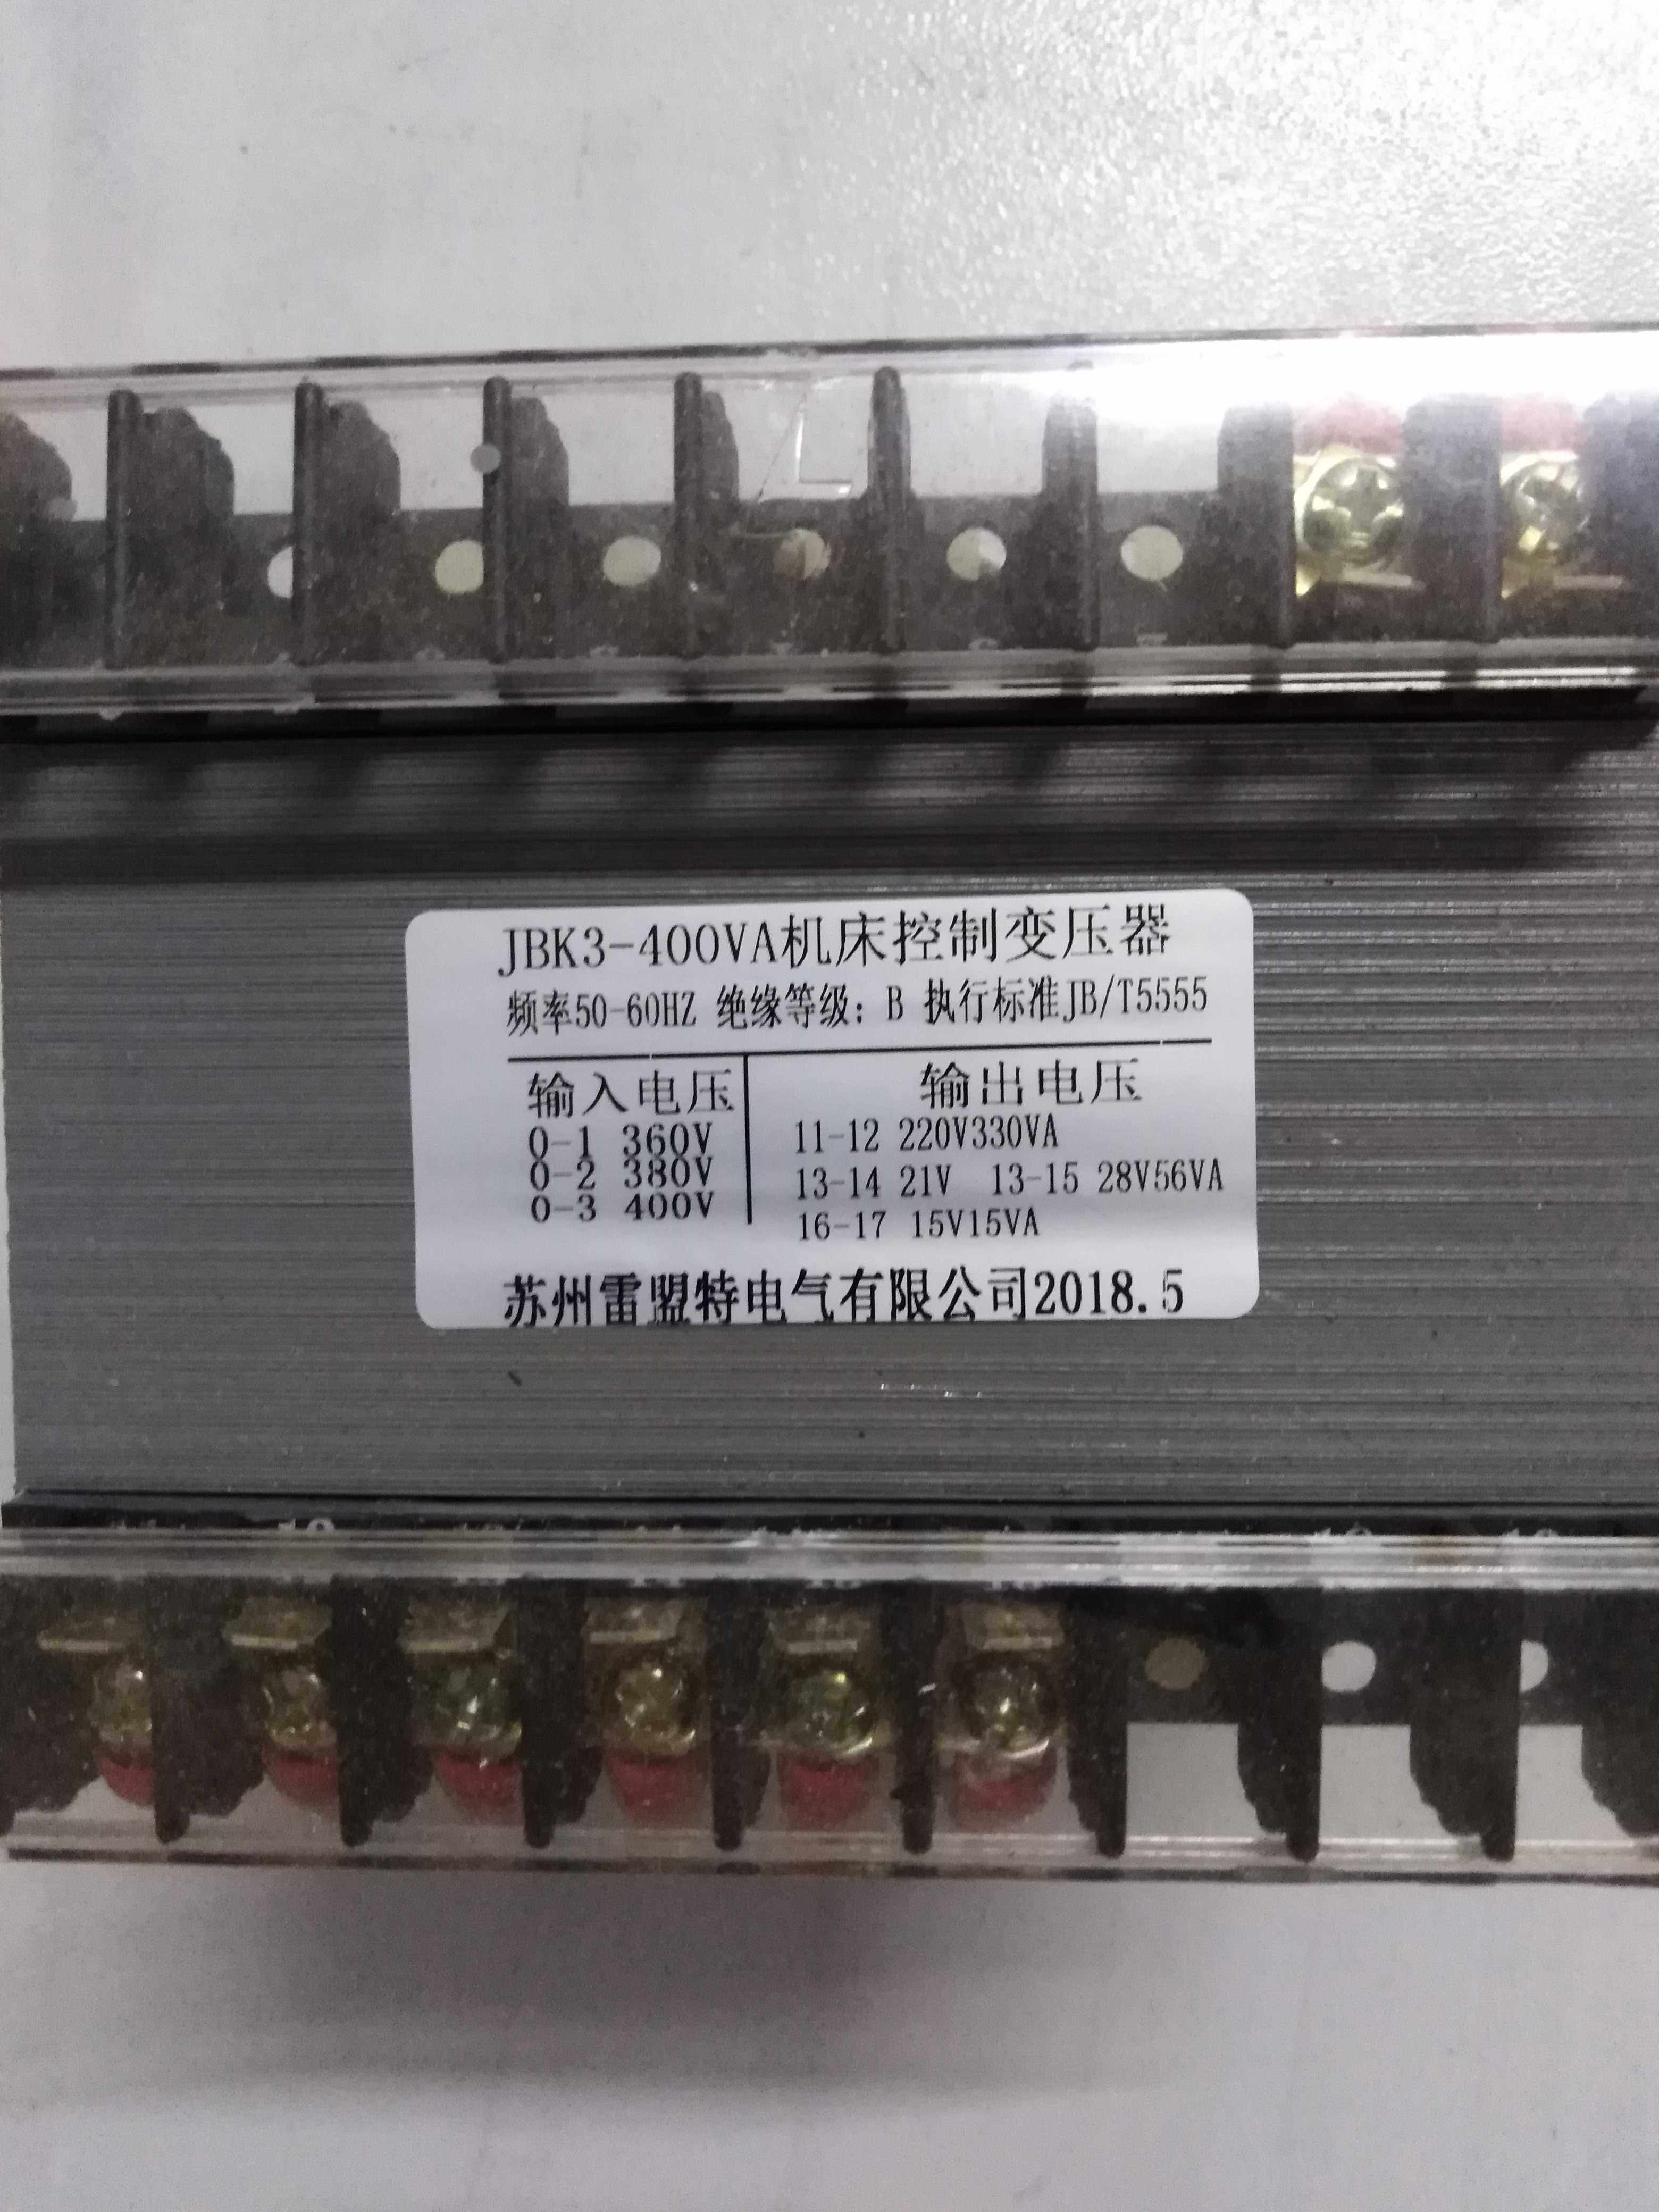 JBK3-400VA机床控制变压器
频率50-60HZ 绝缘等级: B 执行标准JB/T5555
输入电压
0-1 360V
0-2 380V
0-3 400V
输出电压
11-12 220V330VA
13-14 21V 13-15 28V56VA
16-17 15V15VA
苏州雷盟特电气有限公司2018.5